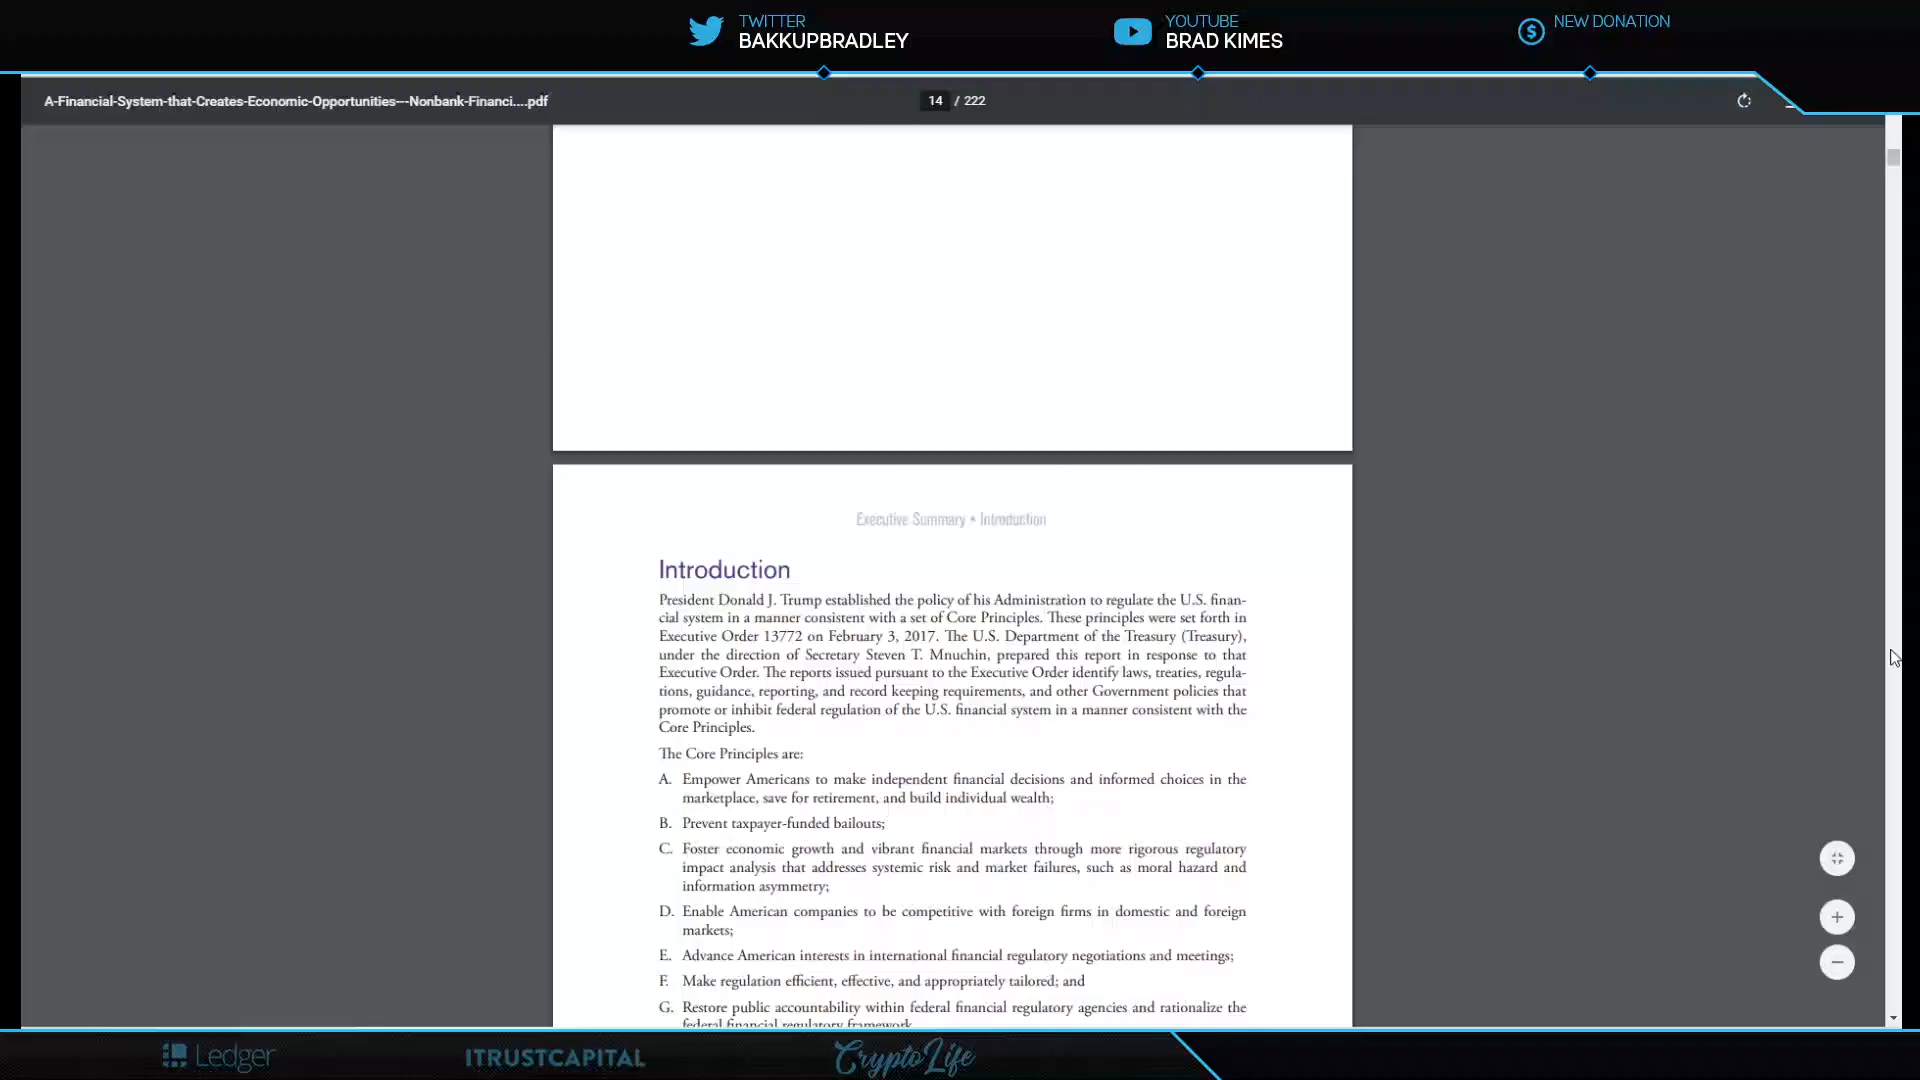 TWITTER
BAKKUPBRADLEY
YOUTUBE
BRAD KIMES
NEW DONATION
A-Financial-System-that-Creates-Economic-Opportunities---Nonbank-Financi....pdf
14 / 222
Executive Summary • Introduction
Introduction
President Donald J. Trump established the policy of his Administration to regulate the U.S. finan-
cial system in a manner consistent with a set of Core Principles. These principles were set forth in
Executive Order 13772 on February 3, 2017. The U.S. Department of the Treasury (Treasury),
under the direction of Secretary Steven T. Mnuchin, prepared this report in response to that
Executive Order. The reports issued pursuant to the Executive Order identify laws, treaties, regula-
tions, guidance, reporting, and record keeping requirements, and other Government policies that
promote or inhibit federal regulation of the U.S. financial system in a manner consistent with the
Core Principles.
The Core Principles are:
A. Empower Americans to make independent financial decisions and informed choices in the
marketplace, save for retirement, and build individual wealth;
B. Prevent taxpayer-funded bailouts;
C. Foster economic growth and vibrant financial markets through more rigorous regulatory
impact analysis that addresses systemic risk and market failures, such as moral hazard and
information asymmetry;
D. Enable American companies to be competitive with foreign firms in domestic and foreign
markets;
E. Advance American interests in international financial regulatory negotiations and meetings;
F. Make regulation efficient, effective, and appropriately tailored; and
G. Restore public accountability within federal financial regulatory agencies and rationalize the
federal financial regulatory framework.
Ledger
ITRUSTCAPITAL
CryptoLife